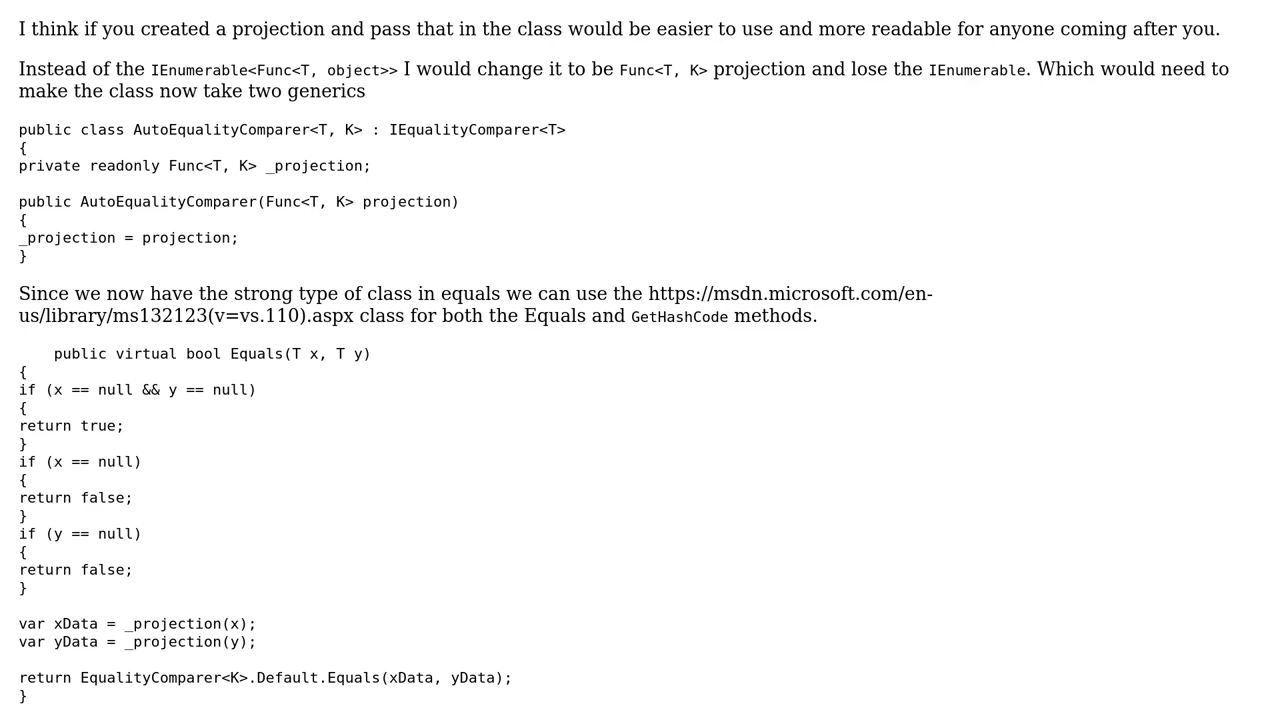 I think if you created a projection and pass that in the class would be easier to use and more readable for anyone coming after you.
Instead of the IEnumerable<Func<T, object>> I would change it to be Func<T, K> projection and lose the IEnumerable. Which would need to
make the class now take two generics
public class AutoEqualityComparer<T, K> : IEqualityComparer<T>
{
private readonly Func<T, K> _projection;
public AutoEqualityComparer(Func<T, K> projection)
{
_projection = projection;
}
Since we now have the strong type of class in equals we can use the https://msdn.microsoft.com/en-
us/library/ms132123(v=vs.110).aspx class for both the Equals and GetHashCode methods.
public virtual bool Equals(T x, T y)
{
if (x == null && y == null)
{
return true;
}
if (x == null)
{
return false;
}
if (y == null)
{
return false;
}
var xData = _projection(x);
var yData = _projection(y);
return EqualityComparer<K>.Default.Equals(xData, yData);
}